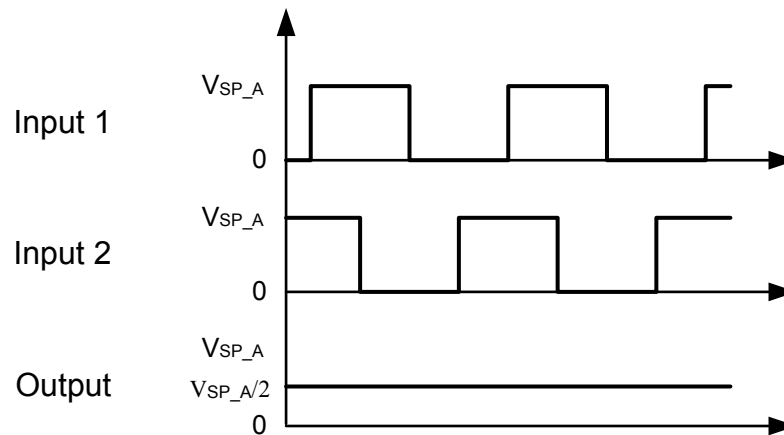 VSP_A
Input 1
0
VSP_A
Input 2
0
VSP_A
Output
VSP_A/2
0